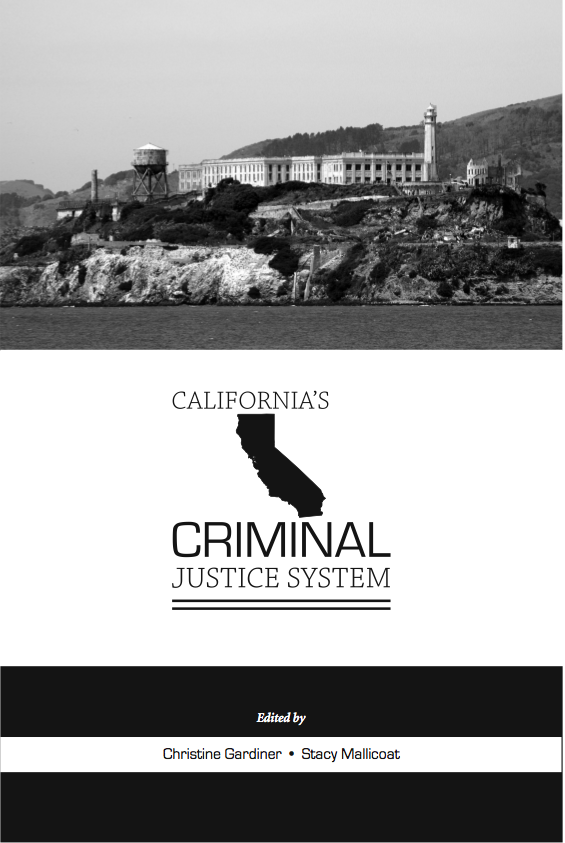 CALIFORNIA'S
CRIMINAL
JUSTICE SYSTEM
Edited by
Christine Gardiner • Stacy Mallicoat